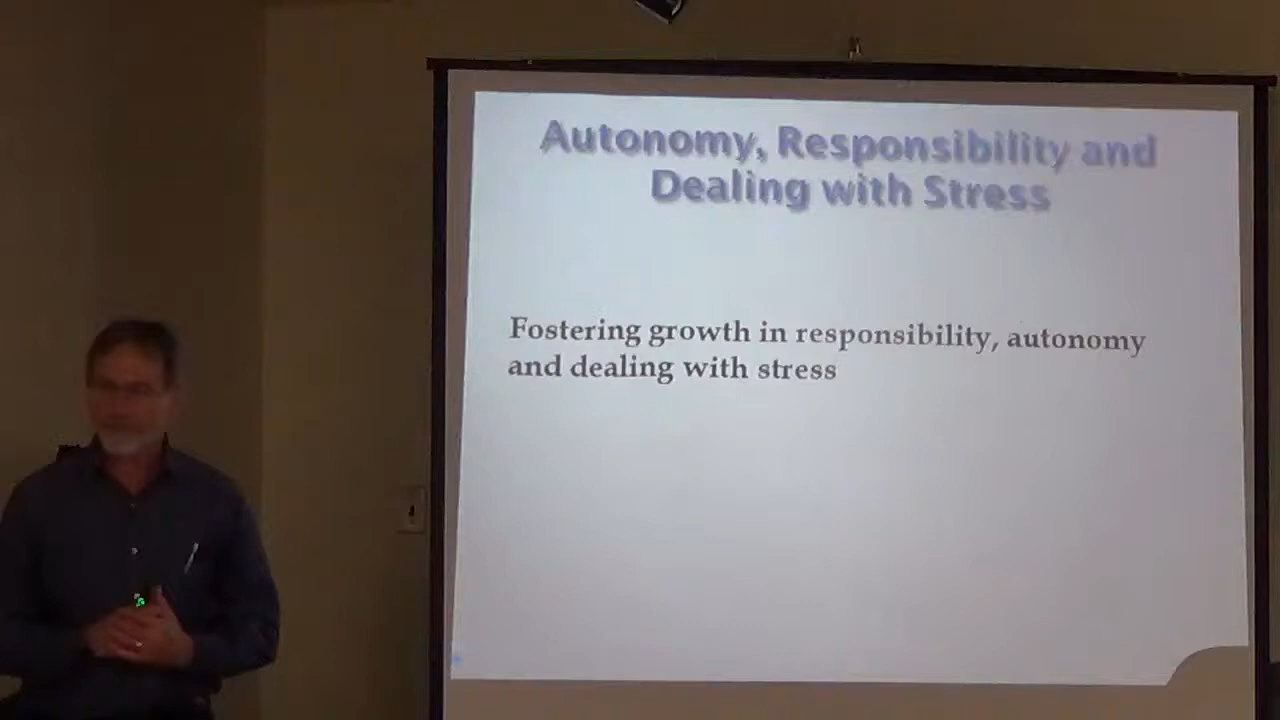 Autonomy, Responsibility and
Dealing with Stress
Fostering growth in responsibility, autonomy
and dealing with stress